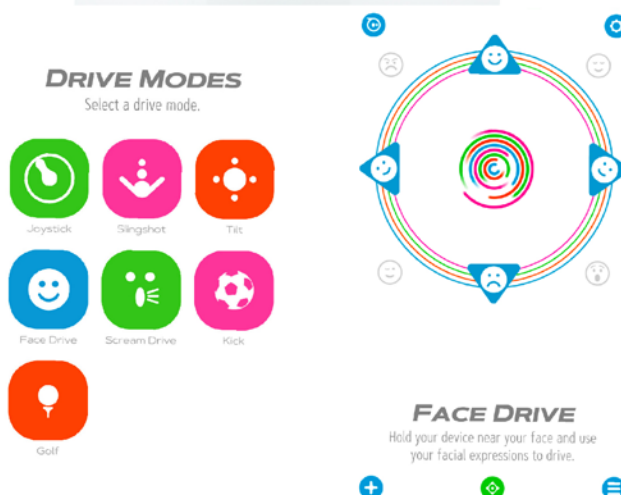 DRIVE MODES
Select a drive mode.
Joystick
Slingshot
Tilt
Face Drive
Scream Drive
Kick
Golf
FACE DRIVE
Hold your device near your face and use
your facial expressions to drive.